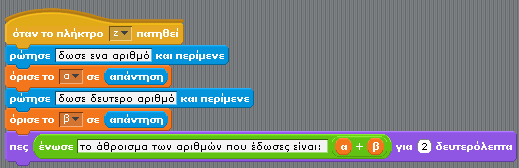 όταν το πλήκτρο z πατηθεί
ρώτησε δωσε ενα αριθμό και περίμενε
όρισε το α σε απάντηση
ρώτησε δωσε δευτερο αριθμό και περίμενε
όρισε το β σε απάντηση
πες ένωσε το άθροισμα των αριθμών που έδωσες είναι: α + β για 2 δευτερόλεπτα